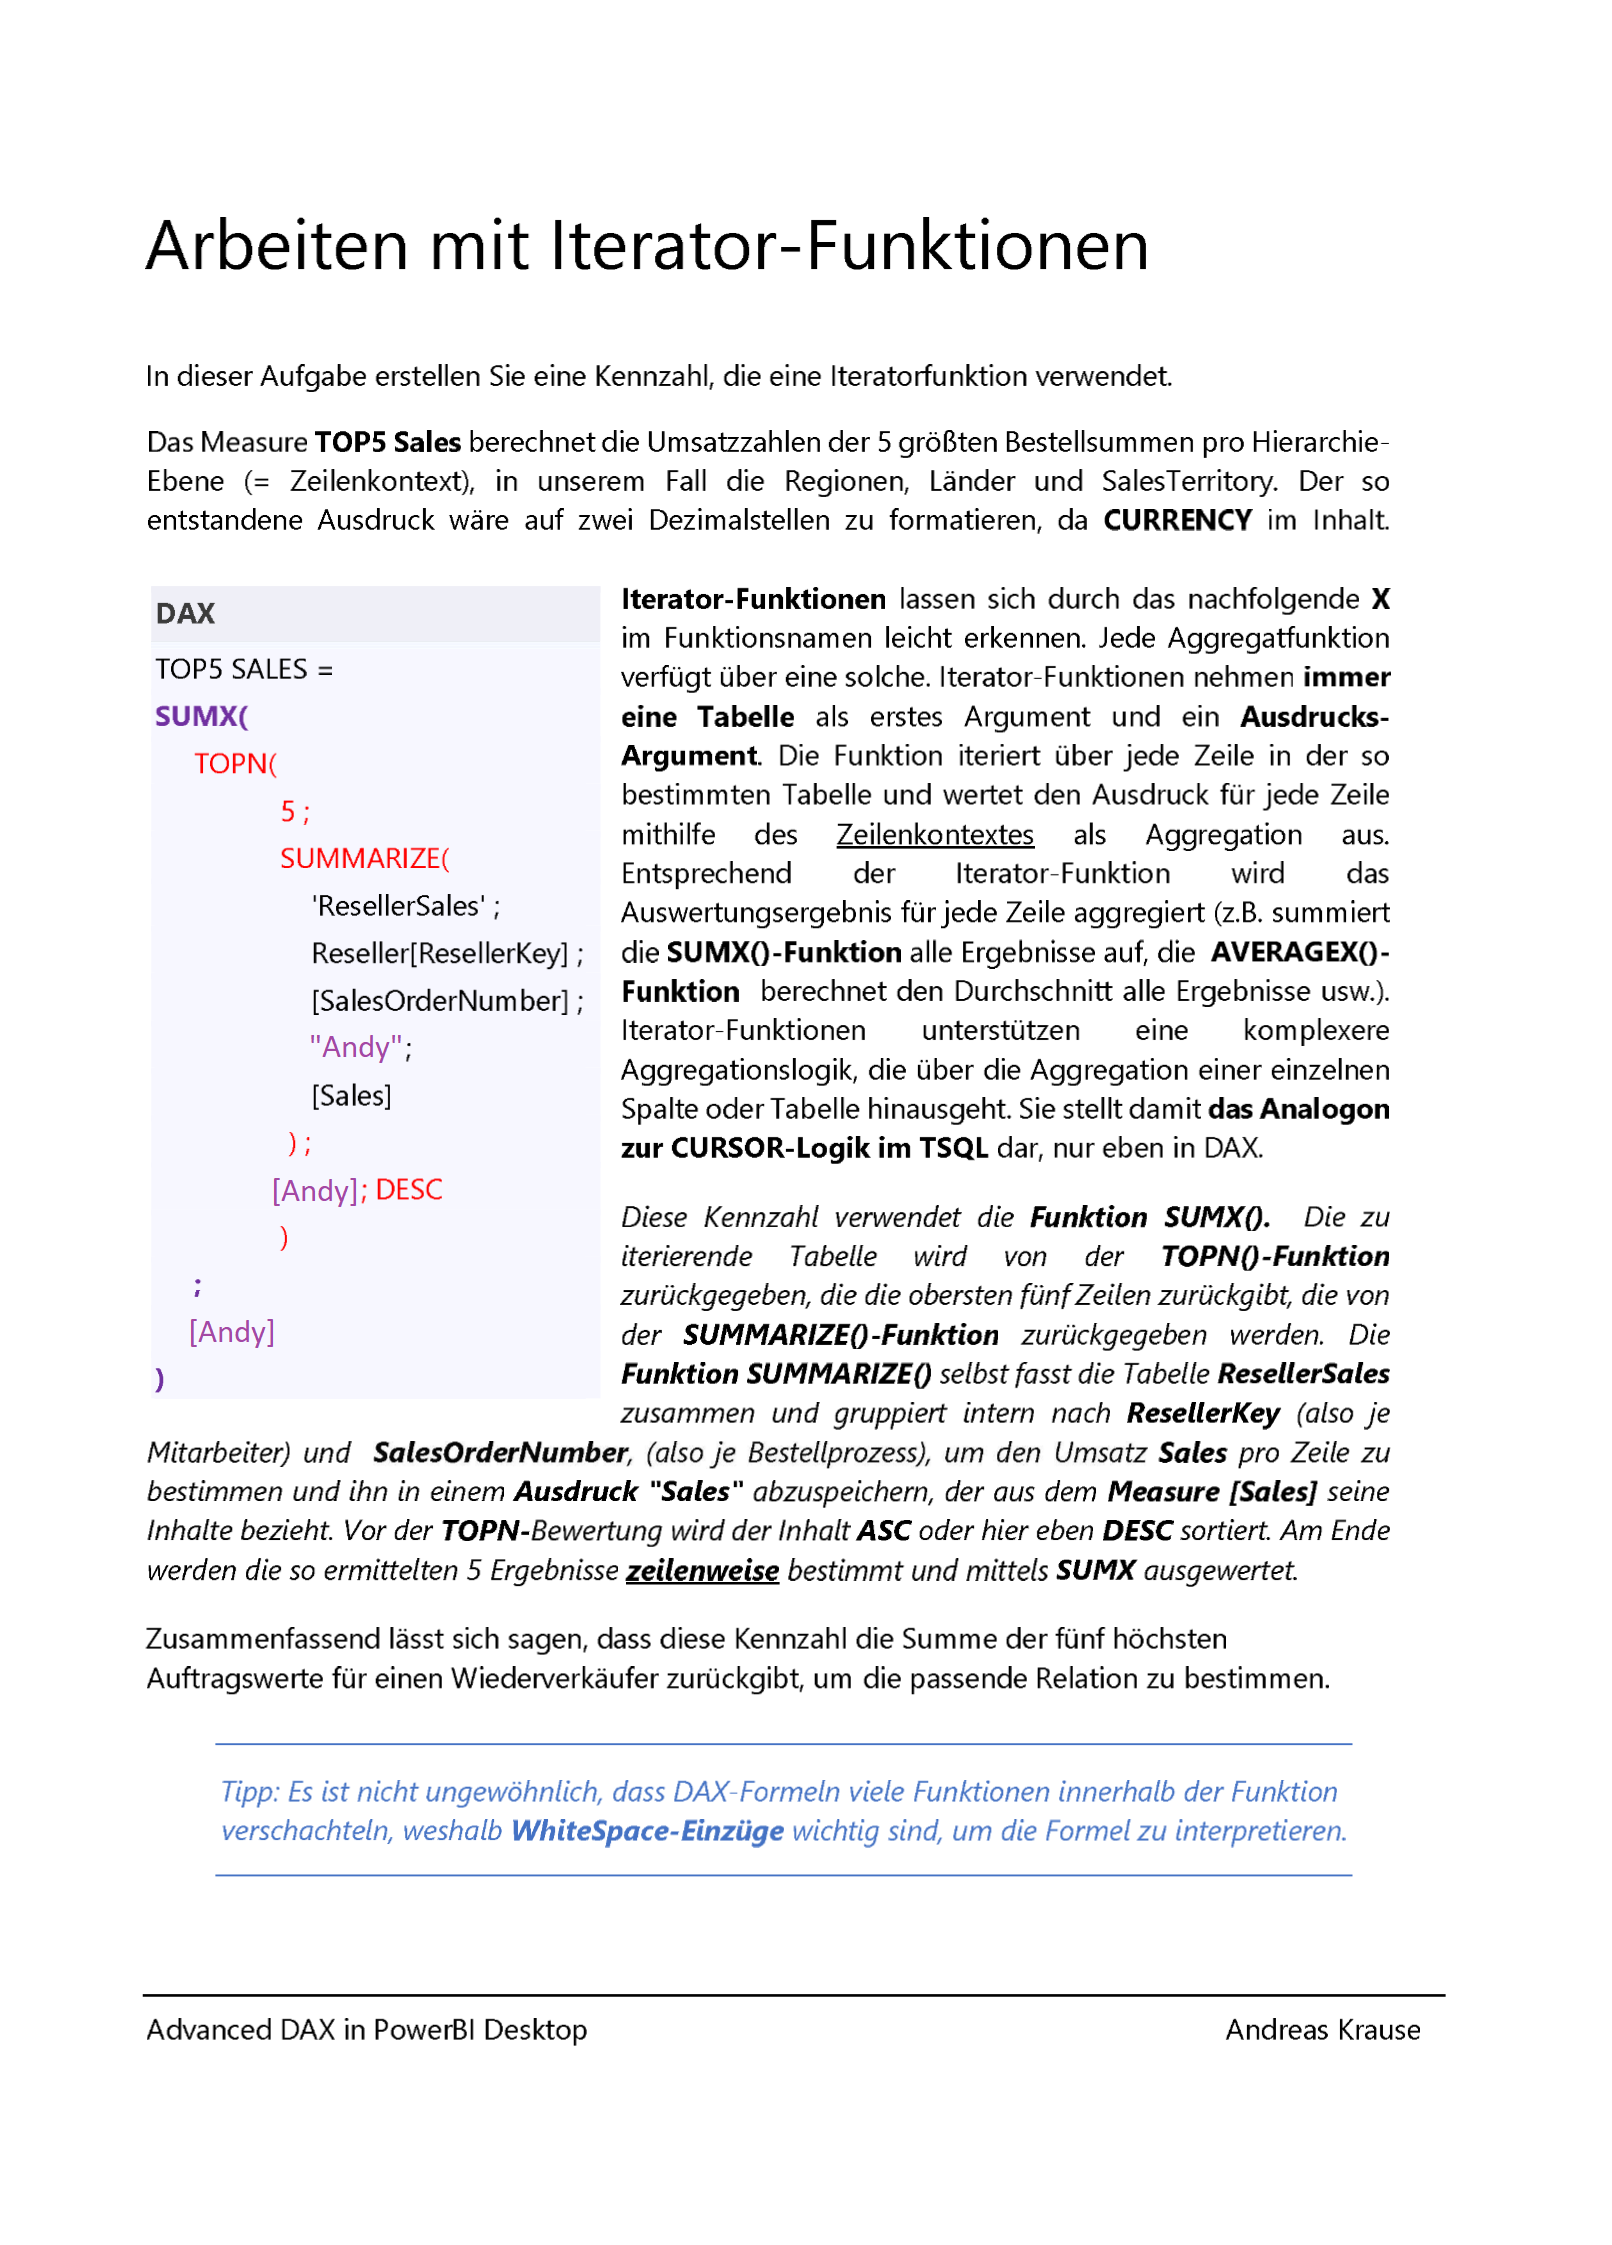 Arbeiten mit Iterator-Funktionen
In dieser Aufgabe erstellen Sie eine Kennzahl, die eine Iteratorfunktion verwendet.
Das Measure TOP5 Sales berechnet die Umsatzzahlen der 5 größten Bestellsummen pro Hierarchie-
Ebene (= Zeilenkontext), in unserem Fall die Regionen, Länder und SalesTerritory. Der so
entstandene Ausdruck wäre auf zwei Dezimalstellen zu formatieren, da CURRENCY im Inhalt.
DAX
TOP5 SALES =
SUMX(
TOPN(
5 ;
SUMMARIZE(
'ResellerSales' ;
Reseller[ResellerKey] ;
[SalesOrderNumber] ;
"Andy";
[Sales]
) ;
[Andy]; DESC
)
;
[Andy]
)
Iterator-Funktionen lassen sich durch das nachfolgende X
im Funktionsnamen leicht erkennen. Jede Aggregatfunktion
verfügt über eine solche. Iterator-Funktionen nehmen immer
eine Tabelle als erstes Argument und ein Ausdrucks-
Argument. Die Funktion iteriert über jede Zeile in der so
bestimmten Tabelle und wertet den Ausdruck für jede Zeile
mithilfe des Zeilenkontextes als Aggregation aus.
Entsprechend der Iterator-Funktion wird das
Auswertungsergebnis für jede Zeile aggregiert (z.B. summiert
die SUMX()-Funktion alle Ergebnisse auf, die AVERAGEX()-
Funktion berechnet den Durchschnitt alle Ergebnisse usw.).
Iterator-Funktionen unterstützen eine komplexere
Aggregationslogik, die über die Aggregation einer einzelnen
Spalte oder Tabelle hinausgeht. Sie stellt damit das Analogon
zur CURSOR-Logik im TSQL dar, nur eben in DAX.
Diese Kennzahl verwendet die Funktion SUMX(). Die zu
iterierende Tabelle wird von der TOPN()-Funktion
zurückgegeben, die die obersten fünf Zeilen zurückgibt, die von
der SUMMARIZE()-Funktion zurückgegeben werden. Die
Funktion SUMMARIZE() selbst fasst die Tabelle ResellerSales
zusammen und gruppiert intern nach ResellerKey (also je
Mitarbeiter) und SalesOrderNumber, (also je Bestellprozess), um den Umsatz Sales pro Zeile zu
bestimmen und ihn in einem Ausdruck "Sales" abzuspeichern, der aus dem Measure [Sales] seine
Inhalte bezieht. Vor der TOPN-Bewertung wird der Inhalt ASC oder hier eben DESC sortiert. Am Ende
werden die so ermittelten 5 Ergebnisse zeilenweise bestimmt und mittels SUMX ausgewertet.
Zusammenfassend lässt sich sagen, dass diese Kennzahl die Summe der fünf höchsten
Auftragswerte für einen Wiederverkäufer zurückgibt, um die passende Relation zu bestimmen.
Tipp: Es ist nicht ungewöhnlich, dass DAX-Formeln viele Funktionen innerhalb der Funktion
verschachteln, weshalb WhiteSpace-Einzüge wichtig sind, um die Formel zu interpretieren.
Advanced DAX in PowerBI Desktop
Andreas Krause